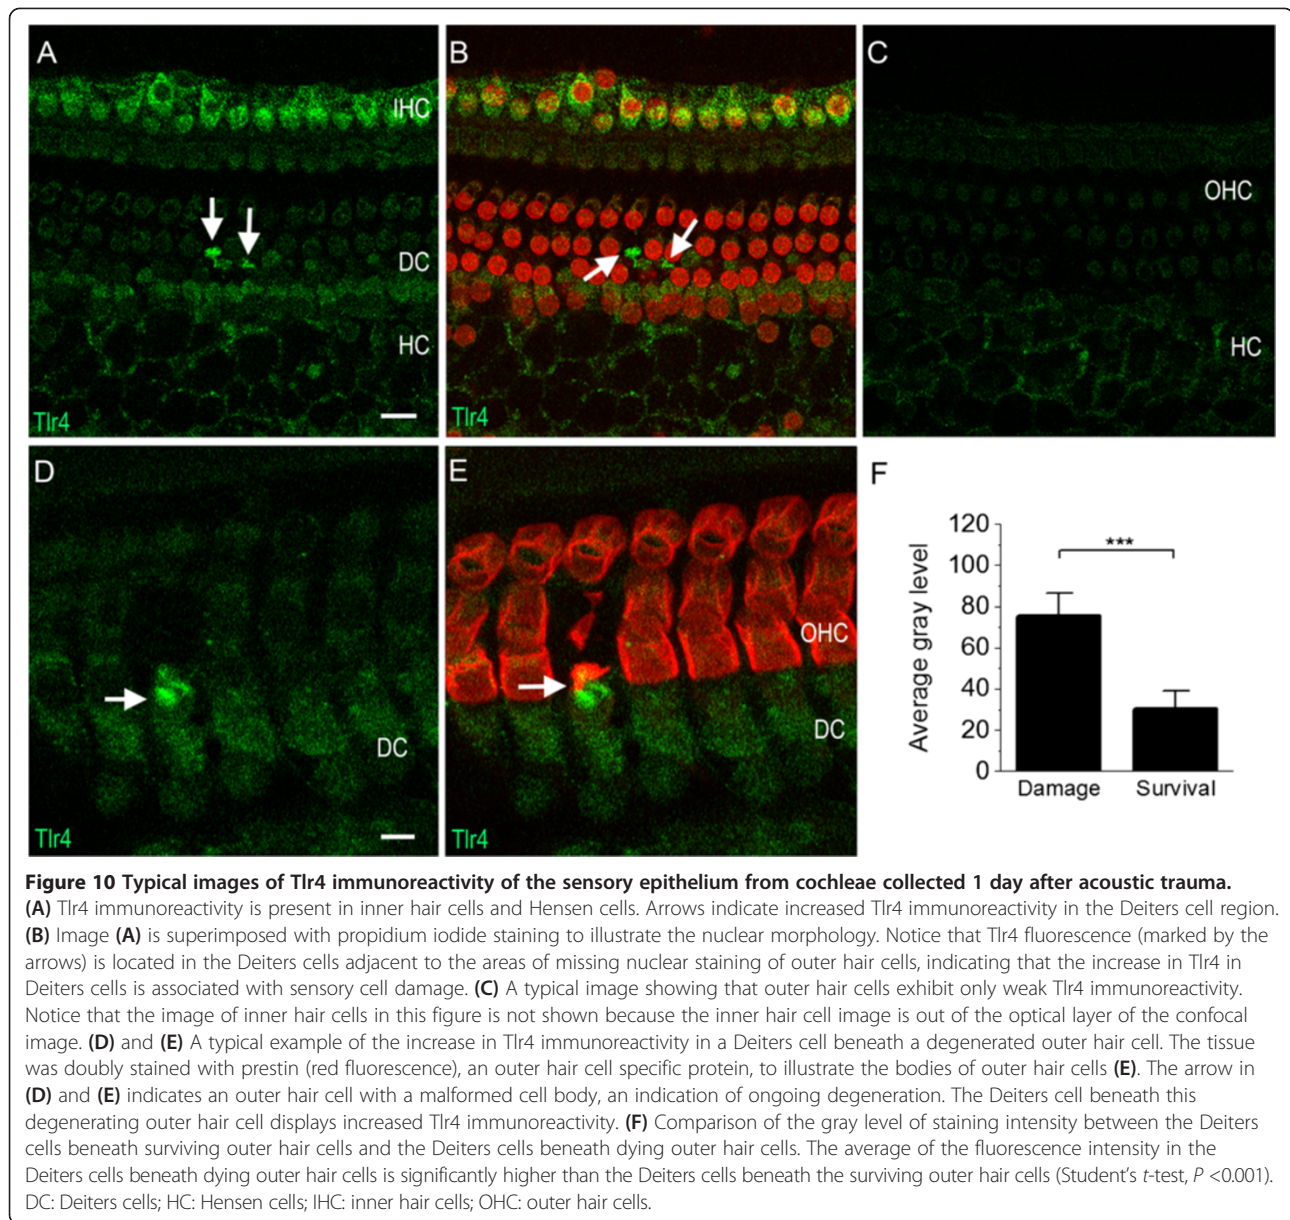 A
IHC
DC
HC
Tlr4
B
Tlr4
C
OHC
HC
D
DC
Tlr4
E
OHC
DC
Tlr4
F
Average gray level
120
100
80
60
40
20
0
***
Damage
Survival
Figure 10 Typical images of Tlr4 immunoreactivity of the sensory epithelium from cochleae collected 1 day after acoustic trauma.
(A) Tlr4 immunoreactivity is present in inner hair cells and Hensen cells. Arrows indicate increased Tlr4 immunoreactivity in the Deiters cell region.
(B) Image (A) is superimposed with propidium iodide staining to illustrate the nuclear morphology. Notice that Tlr4 fluorescence (marked by the
arrows) is located in the Deiters cells adjacent to the areas of missing nuclear staining of outer hair cells, indicating that the increase in Tlr4 in
Deiters cells is associated with sensory cell damage. (C) A typical image showing that outer hair cells exhibit only weak Tlr4 immunoreactivity.
Notice that the image of inner hair cells in this figure is not shown because the inner hair cell image is out of the optical layer of the confocal
image. (D) and (E) A typical example of the increase in Tlr4 immunoreactivity in a Deiters cell beneath a degenerated outer hair cell. The tissue
was doubly stained with prestin (red fluorescence), an outer hair cell specific protein, to illustrate the bodies of outer hair cells (E). The arrow in
(D) and (E) indicates an outer hair cell with a malformed cell body, an indication of ongoing degeneration. The Deiters cell beneath this
degenerating outer hair cell displays increased Tlr4 immunoreactivity. (F) Comparison of the gray level of staining intensity between the Deiters
cells beneath surviving outer hair cells and the Deiters cells beneath dying outer hair cells. The average of the fluorescence intensity in the
Deiters cells beneath dying outer hair cells is significantly higher than the Deiters cells beneath the surviving outer hair cells (Student's t-test, P <0.001).
DC: Deiters cells; HC: Hensen cells; IHC: inner hair cells; OHC: outer hair cells.